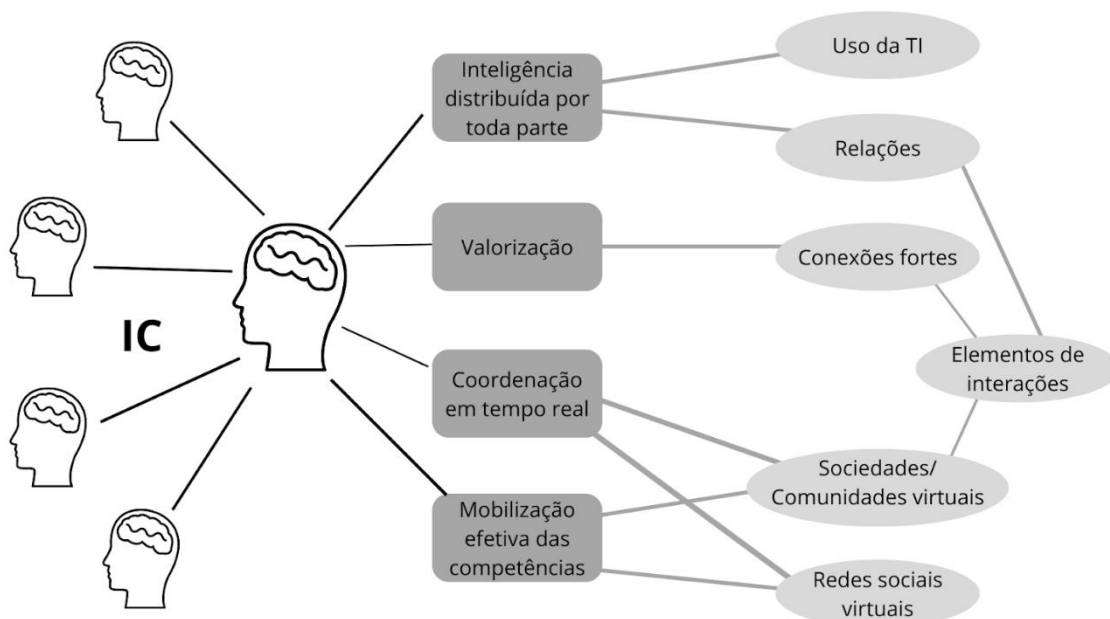 IC
Inteligência
distribuída por
toda parte
Valorização
Coordenação
em tempo real
Mobilização
efetiva das
competências
Uso da TI
Relações
Conexões fortes
Sociedades/
Comunidades virtuais
Redes sociais
virtuais
Elementos de
interações